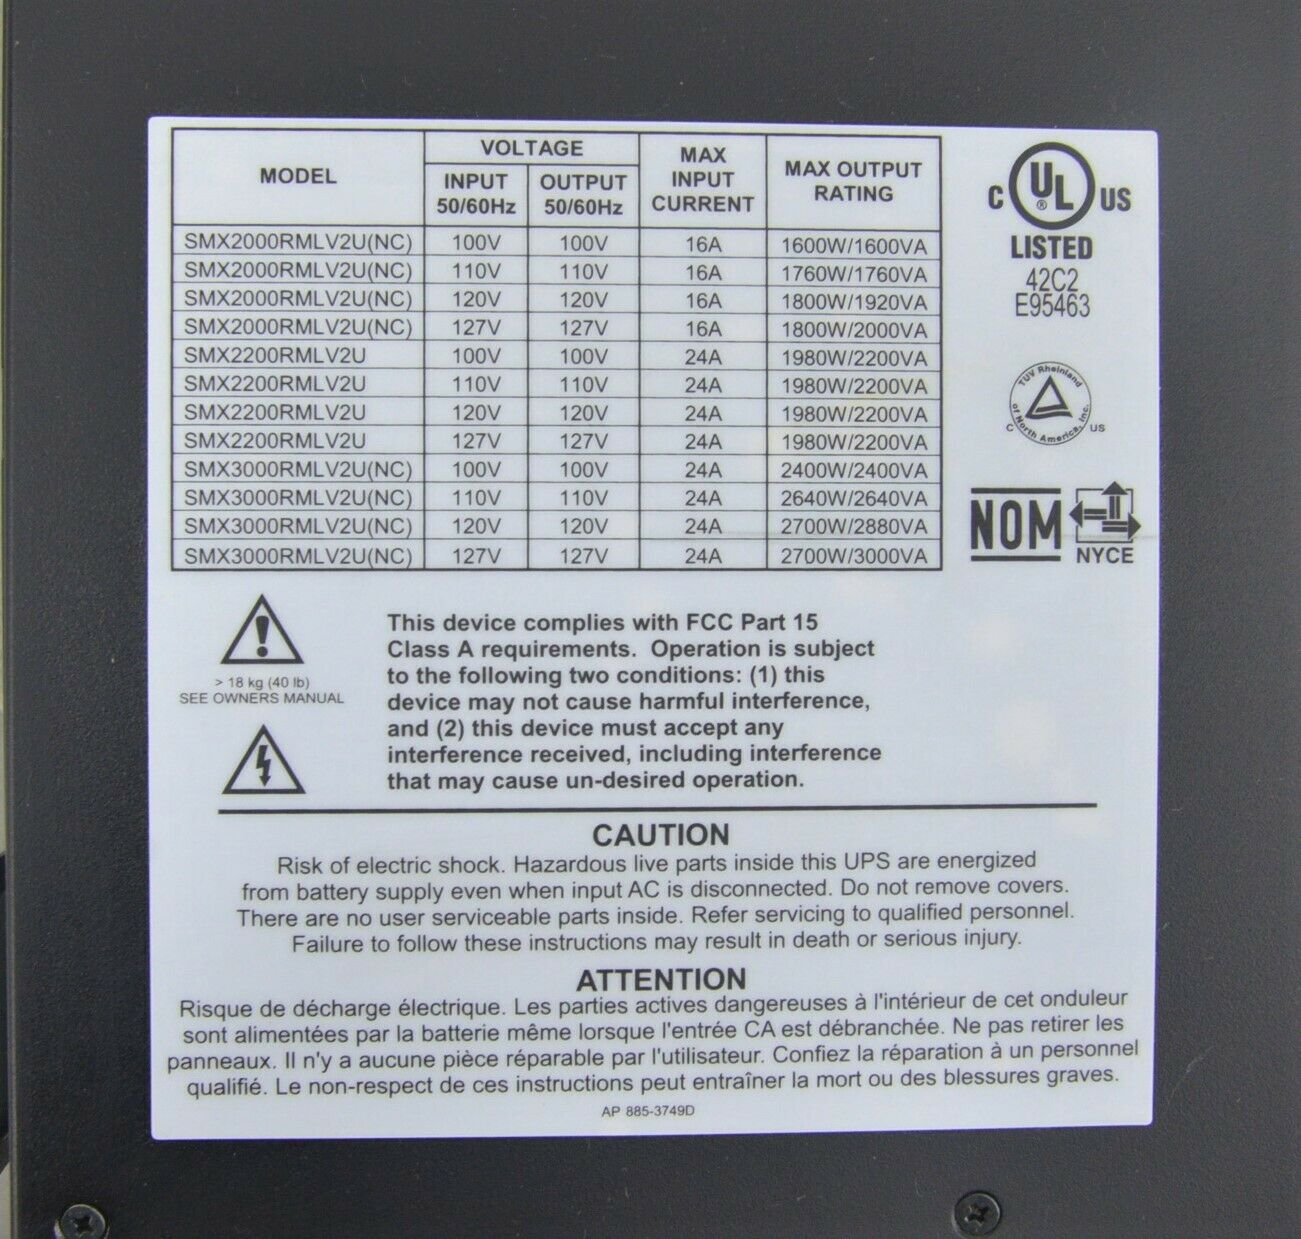 MODEL VOLTAGE MAX INPUT CURRENT MAX OUTPUT RATING
INPUT 50/60Hz OUTPUT 50/60Hz
SMX2000RMLV2U(NC) 100V 100V 16A 1600W/1600VA
SMX2000RMLV2U(NC) 110V 110V 16A 1760W/1760VA
SMX2000RMLV2U(NC) 120V 120V 16A 1800W/1920VA
SMX2000RMLV2U(NC) 127V 127V 16A 1800W/2000VA
SMX2200RMLV2U 100V 100V 24A 1980W/2200VA
SMX2200RMLV2U 110V 110V 24A 1980W/2200VA
SMX2200RMLV2U 120V 120V 24A 1980W/2200VA
SMX2200RMLV2U 127V 127V 24A 1980W/2200VA
SMX3000RMLV2U(NC) 100V 100V 24A 2400W/2400VA
SMX3000RMLV2U(NC) 110V 110V 24A 2640W/2640VA
SMX3000RMLV2U(NC) 120V 120V 24A 2700W/2880VA
SMX3000RMLV2U(NC) 127V 127V 24A 2700W/3000VA
C UL ® US
LISTED
42C2
E95463
TUV Rheinland
of North America, Inc.
C US
NOM
NYCE
> 18 kg (40 lb)
SEE OWNERS MANUAL
This device complies with FCC Part 15
Class A requirements. Operation is subject
to the following two conditions: (1) this
device may not cause harmful interference,
and (2) this device must accept any
interference received, including interference
that may cause un-desired operation.
CAUTION
Risk of electric shock. Hazardous live parts inside this UPS are energized
from battery supply even when input AC is disconnected. Do not remove covers.
There are no user serviceable parts inside. Refer servicing to qualified personnel.
Failure to follow these instructions may result in death or serious injury.
ATTENTION
Risque de décharge électrique. Les parties actives dangereuses à l'intérieur de cet onduleur
sont alimentées par la batterie même lorsque l'entrée CA est débranchée. Ne pas retirer les
panneaux. Il n'y a aucune pièce réparable par l'utilisateur. Confiez la réparation à un personnel
qualifié. Le non-respect de ces instructions peut entraîner la mort ou des blessures graves.
AP 885-3749D